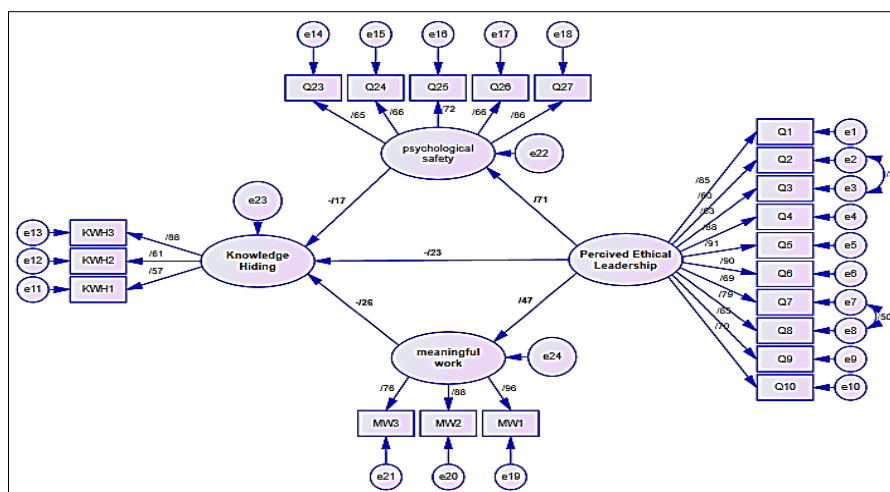 e14 e15 e16 e17 e18
Q23 Q24 Q25 Q26 Q27
/65 /66 /72 /66 /86
psychological
safety
e22
e23
-/17
/71
e13 KWH3 /88
e12 KWH2 /61
e11 KWH1 /57
Knowledge
Hiding
-/23
Percived Ethical
Leadership
/85 Q1 e1
/60 Q2 e2
/63 Q3 e3
/88 Q4 e4
/91 Q5 e5
/90 Q6 e6
/69 Q7 e7
/79 Q8 e8
/65 Q9 e9
/70 Q10 e10
/50
-/26
/47
meaningful
work
e24
/76 /88 /96
MW3 MW2 MW1
e21 e20 e19